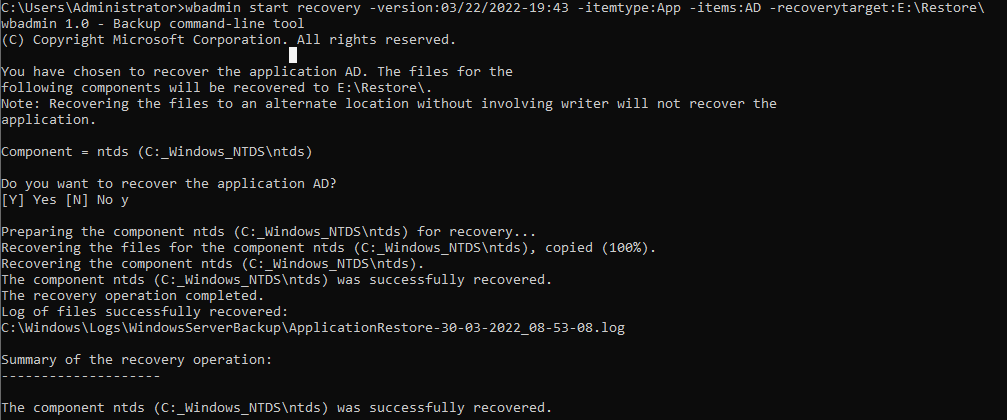 C:\Users\Administrator>wbadmin start recovery -version:03/22/2022-19:43 -itemtype:App -items:AD -recoverytarget:E:\Restore\
wbadmin 1.0 - Backup command-line tool
(C) Copyright Microsoft Corporation. All rights reserved.
You have chosen to recover the application AD. The files for the
following components will be recovered to E:\Restore\.
Note: Recovering the files to an alternate location without involving writer will not recover the
application.
Component = ntds (C:_Windows_NTDS\ntds)
Do you want to recover the application AD?
[Y] Yes [N] No y
Preparing the component ntds (C:_Windows_NTDS\ntds) for recovery...
Recovering the files for the component ntds (C:_Windows_NTDS\ntds), copied (100%).
Recovering the component ntds (C:_Windows_NTDS\ntds).
The component ntds (C:_Windows_NTDS\ntds) was successfully recovered.
The recovery operation completed.
Log of files successfully recovered:
C:\Windows\Logs\WindowsServerBackup\ApplicationRestore-30-03-2022_08-53-08.log
Summary of the recovery operation:
--------------------
The component ntds (C:_Windows_NTDS\ntds) was successfully recovered.